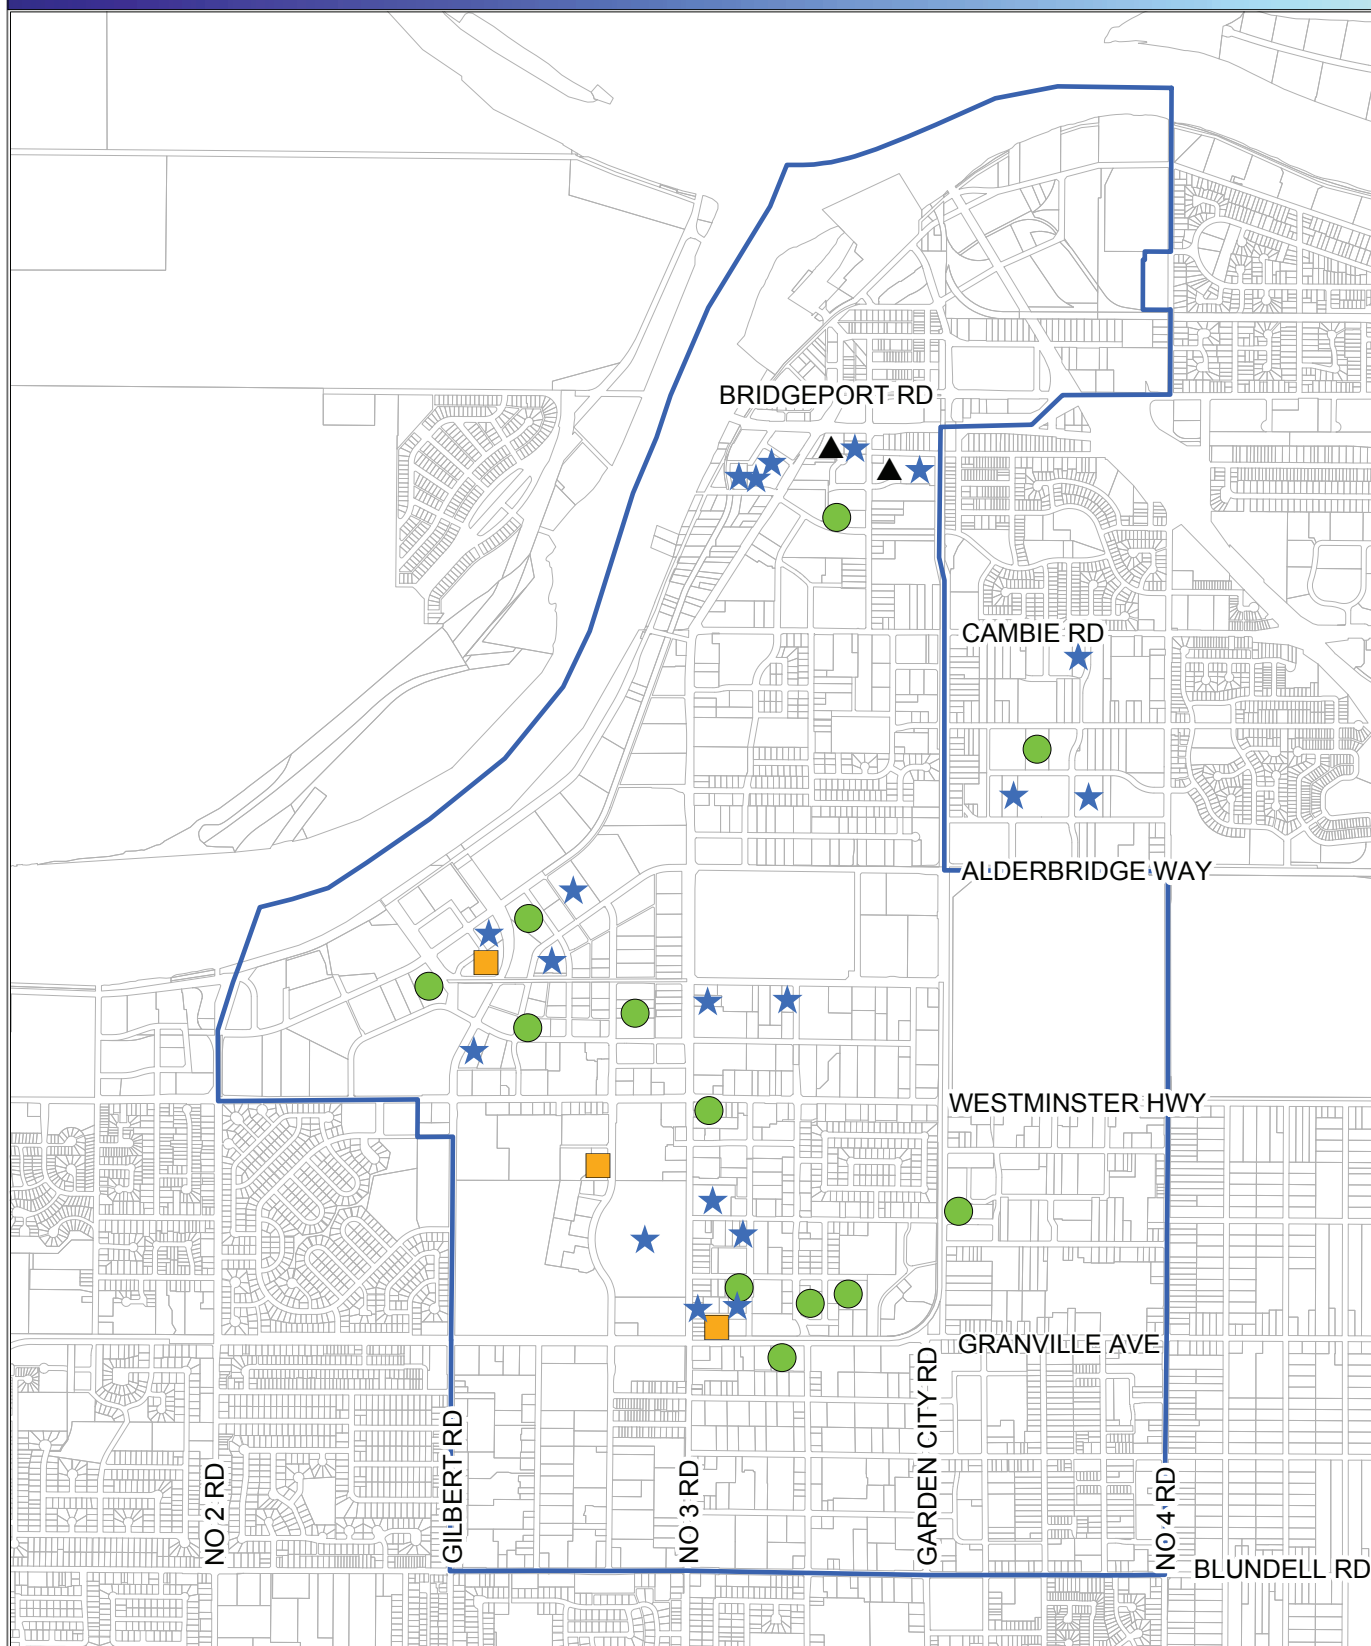 BRIDGEPORT RD
CAMBIE RD
ALDERBRIDGE WAY
WESTMINSTER HWY
GRANVILLE AVE
NO 2 RD
GILBERT RD
NO 3 RD
GARDEN CITY RD
NO 4 RD
BLUNDELL RD